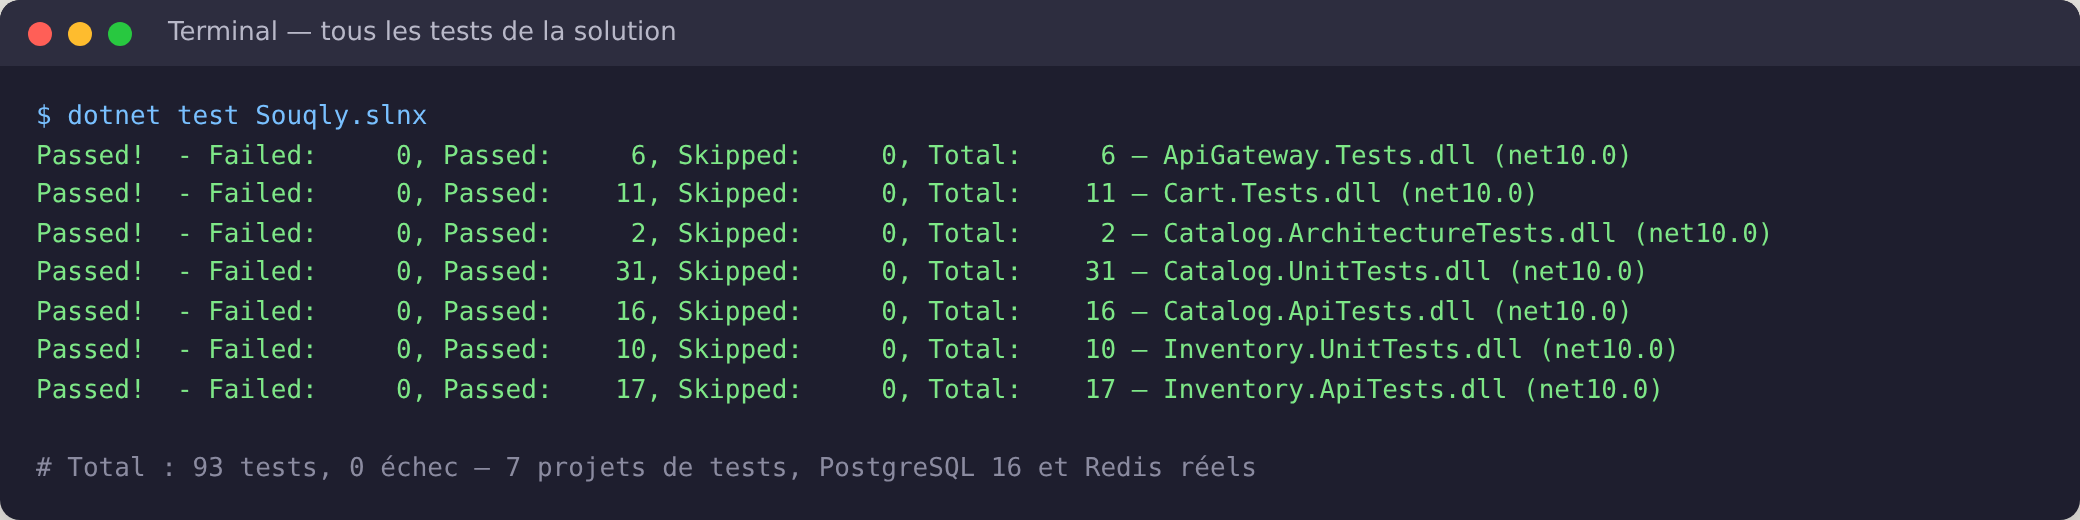 Terminal — tous les tests de la solution
$ dotnet test Souqly.slnx
Passed!  - Failed:     0, Passed:     6, Skipped:     0, Total:     6 — ApiGateway.Tests.dll (net10.0)
Passed!  - Failed:     0, Passed:    11, Skipped:     0, Total:    11 — Cart.Tests.dll (net10.0)
Passed!  - Failed:     0, Passed:     2, Skipped:     0, Total:     2 — Catalog.ArchitectureTests.dll (net10.0)
Passed!  - Failed:     0, Passed:    31, Skipped:     0, Total:    31 — Catalog.UnitTests.dll (net10.0)
Passed!  - Failed:     0, Passed:    16, Skipped:     0, Total:    16 — Catalog.ApiTests.dll (net10.0)
Passed!  - Failed:     0, Passed:    10, Skipped:     0, Total:    10 — Inventory.UnitTests.dll (net10.0)
Passed!  - Failed:     0, Passed:    17, Skipped:     0, Total:    17 — Inventory.ApiTests.dll (net10.0)
# Total : 93 tests, 0 échec — 7 projets de tests, PostgreSQL 16 et Redis réels